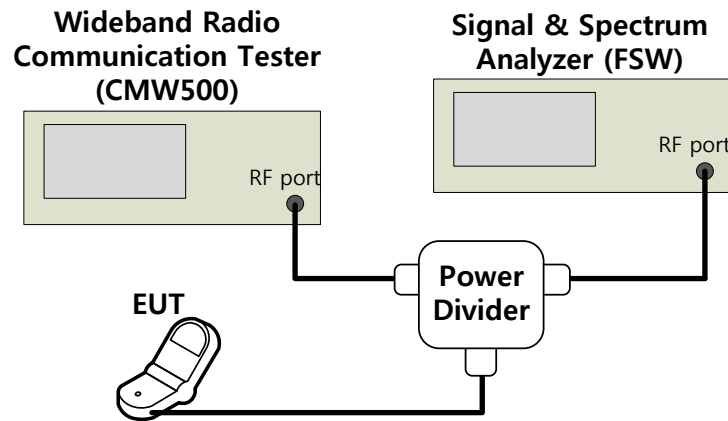 Wideband Radio
Communication Tester
(CMW500)
Signal & Spectrum
Analyzer (FSW)
RF port
RF port
Power
Divider
EUT